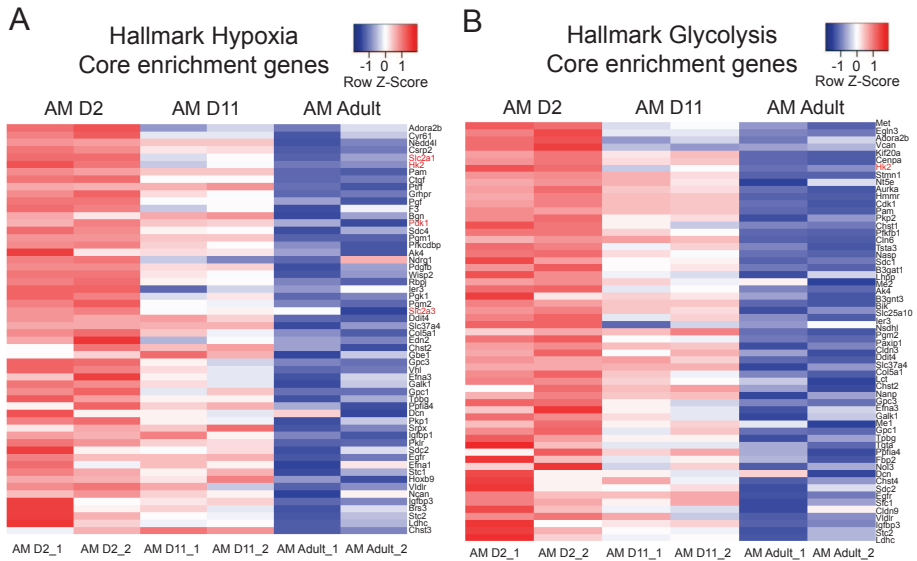 A
Hallmark Hypoxia
Core enrichment genes
-1 0 1
Row Z-Score
AM D2 AM D11 AM Adult
Adora2b
Cyr61
Nedd4l
Csrp2
Slc2a1
Hk2
Pam
Ctgf
Ptrf
Grhpr
Pgf
F3
Bgn
Pdk1
Sdc4
Pgm1
Prkcdbp
Ak4
Ndrg1
Pdgfb
Wisp2
Rbpj
Ier3
Pgk1
Pgm2
Slc2a3
Ddit4
Slc37a4
Col5a1
Edn2
Chst2
Gbe1
Gpc3
Vhl
Efna3
Galk1
Gpc1
Tpbg
Ppfia4
Dcn
Pkp1
Srpx
Igfbp1
Pklr
Sdc2
Egfr
Efna1
Stc1
Hoxb9
Vldlr
Ncan
Igfbp3
Brs3
Stc2
Ldhc
Chst3
AM D2_1 AM D2_2 AM D11_1 AM D11_2 AM Adult_1 AM Adult_2
B
Hallmark Glycolysis
Core enrichment genes
-1 0 1
Row Z-Score
AM D2 AM D11 AM Adult
Met
Egln3
Adora2b
Vcan
Kif20a
Cenpa
Hk2
Stmn1
Nt5e
Aurka
Hmmr
Cdk1
Pam
Pkp2
Chst1
Pfkfb1
Cln6
Tsta3
Nasp
Sdc1
B3gat1
Lhpp
Me2
Ak4
B3gnt3
Bik
Slc25a10
Ier3
Nsdhl
Pgm2
Paxip1
Cldn3
Ddit4
Slc37a4
Col5a1
Lct
Chst2
Nanp
Gpc3
Efna3
Galk1
Me1
Gpc1
Tpbg
Tgfa
Ppfia4
Fbp2
Nol3
Dcn
Chst4
Sdc2
Egfr
Stc1
Cldn9
Vldlr
Igfbp3
Stc2
Ldhc
AM D2_1 AM D2_2 AM D11_1 AM D11_2 AM Adult_1 AM Adult_2